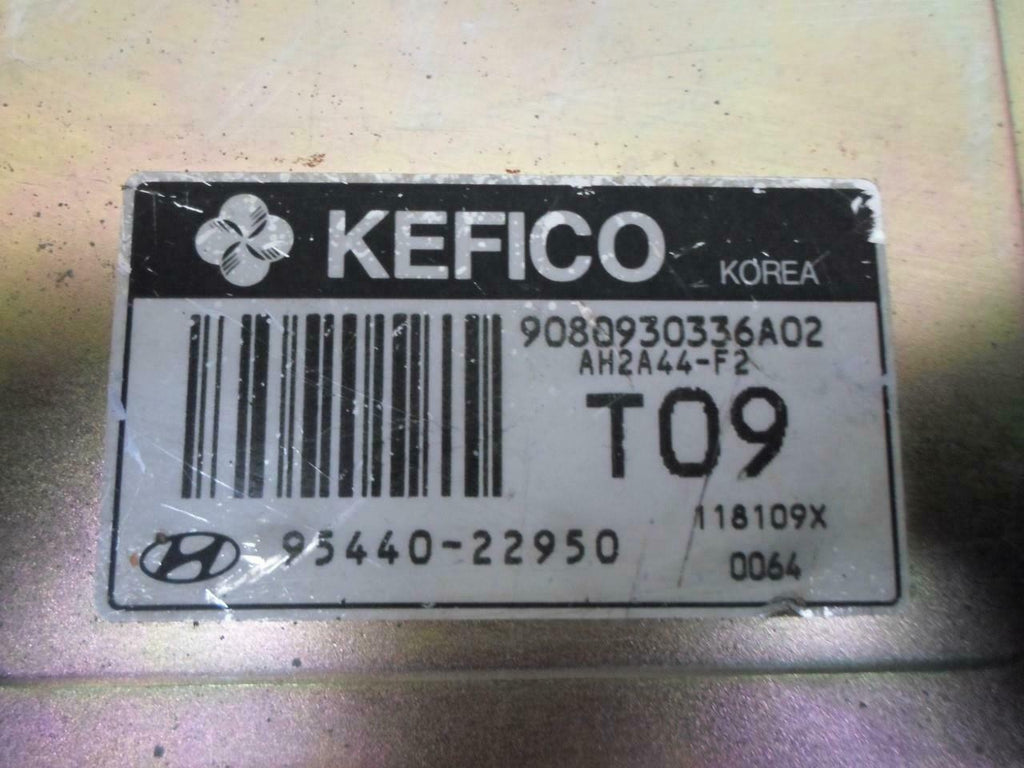 KEFICO KOREA
9080930336A02
AH2A44-F2
T09
118109X
95440-22950
0064